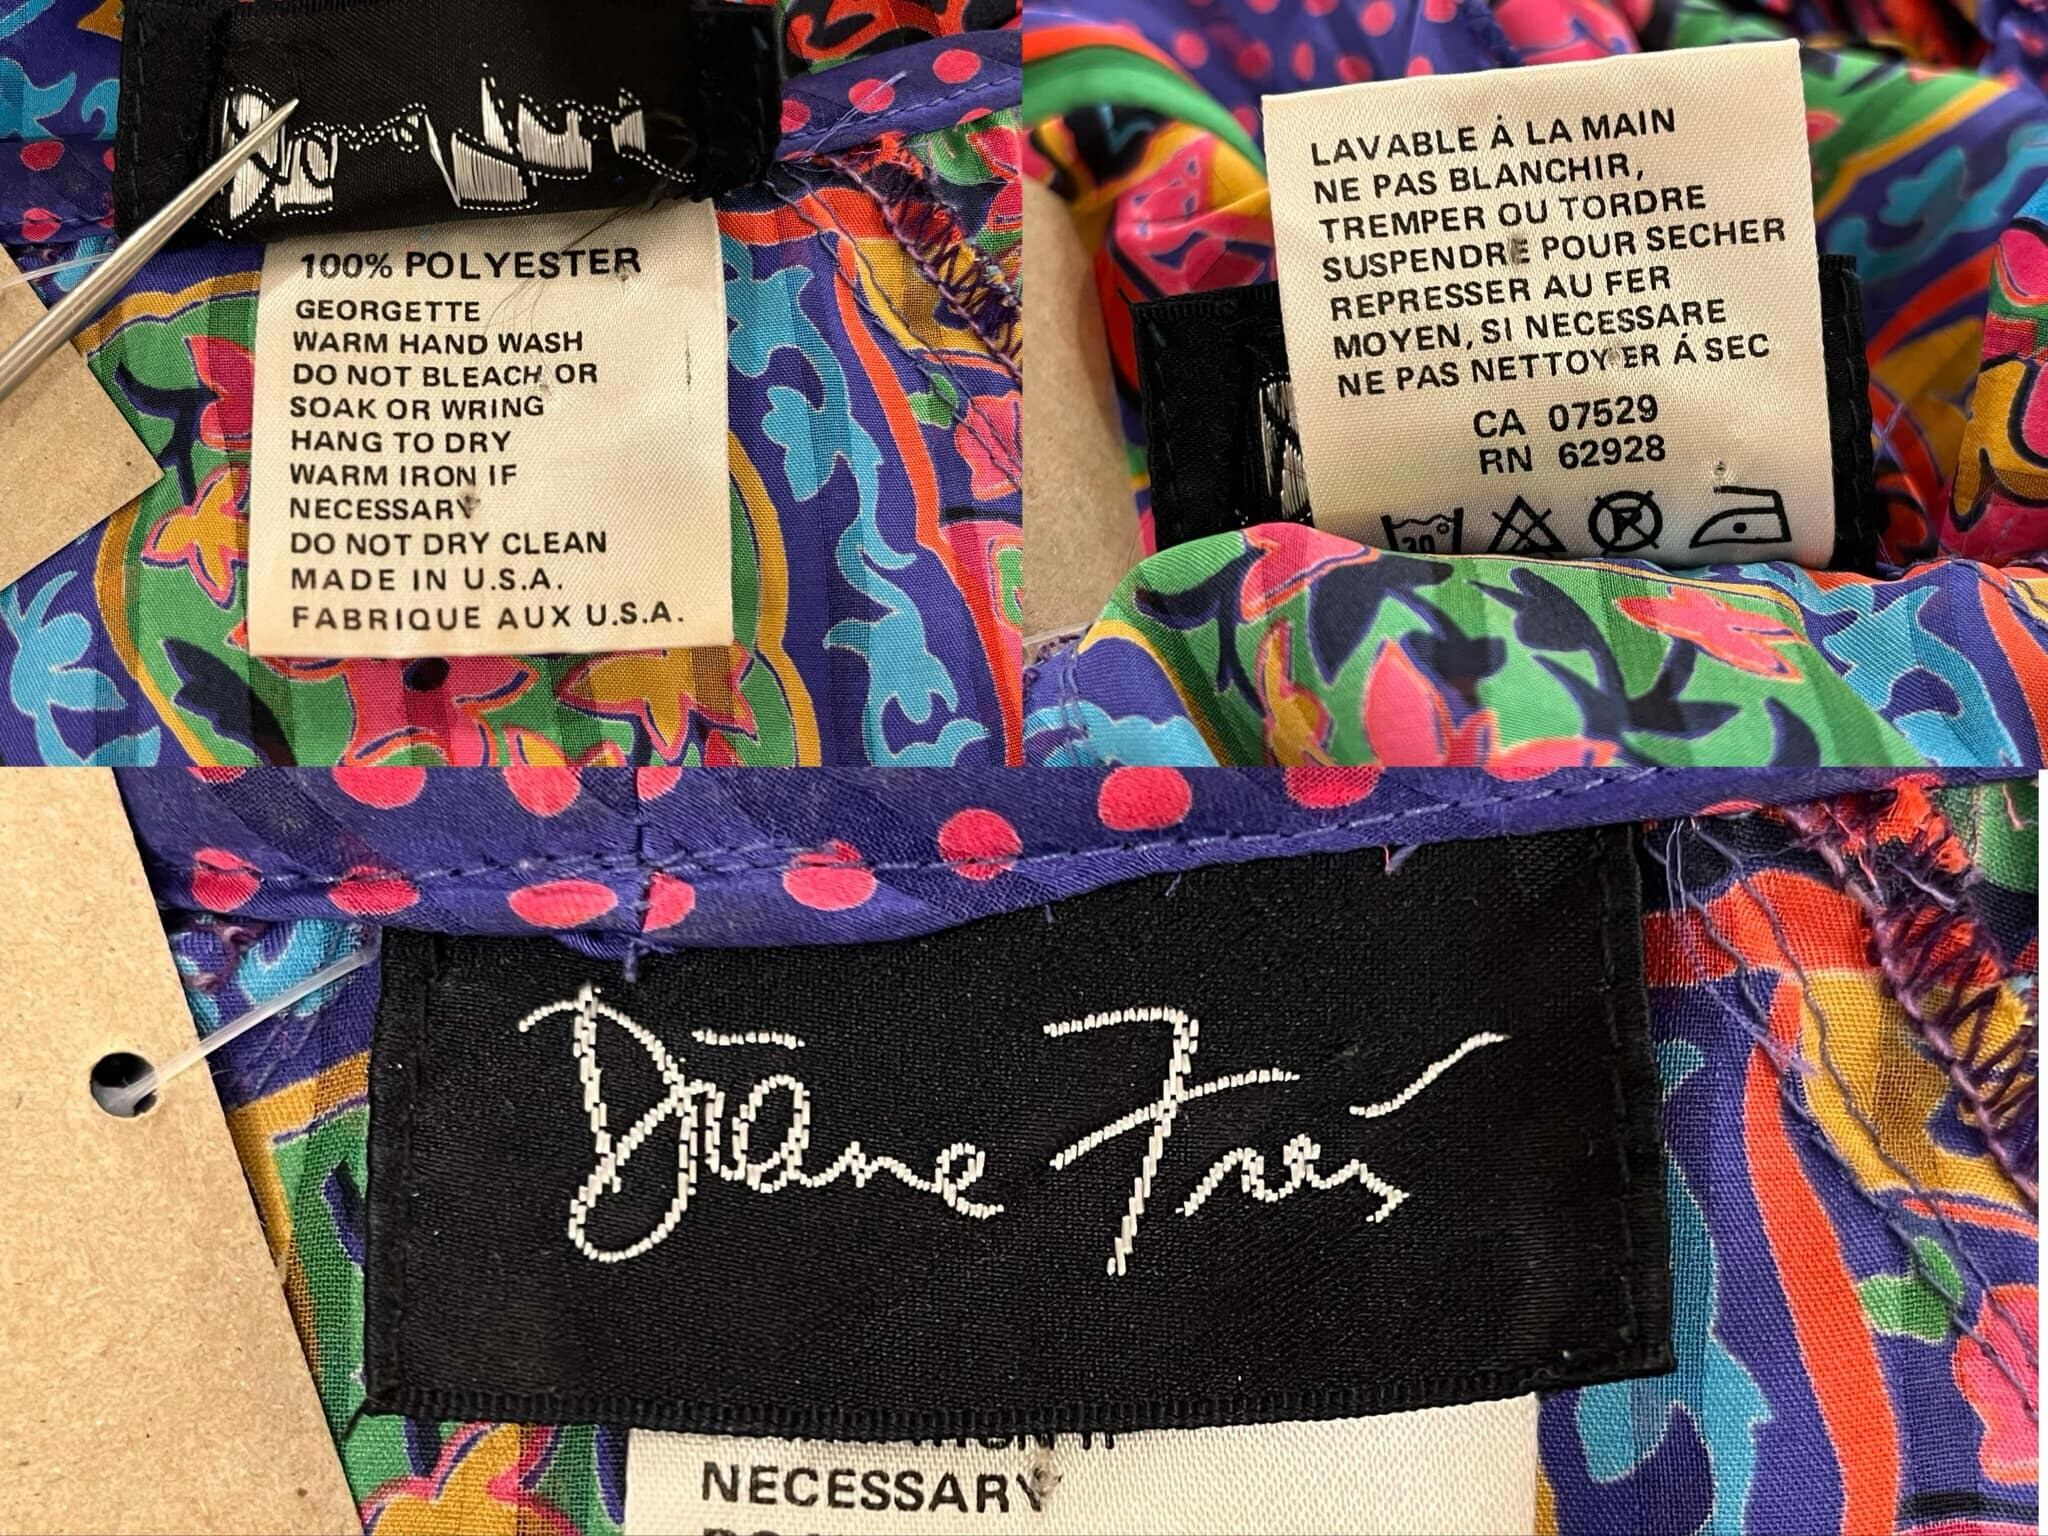 100% POLYESTER
GEORGETTE
WARM HAND WASH
DO NOT BLEACH OR
SOAK OR WRING
HANG TO DRY
WARM IRON IF
NECESSARY
DO NOT DRY CLEAN
MADE IN U.S.A.
FABRIQUE AUX U.S.A.
LAVABLE À LA MAIN
NE PAS BLANCHIR,
TREMPER OU TORDRE
SUSPENDRE POUR SECHER
REPRESSER AU FER
MOYEN, SI NECESSARE
NE PAS NETTOYER Á SEC
CA 07529
RN 62928
30°
Diane Frés
NECESSARY